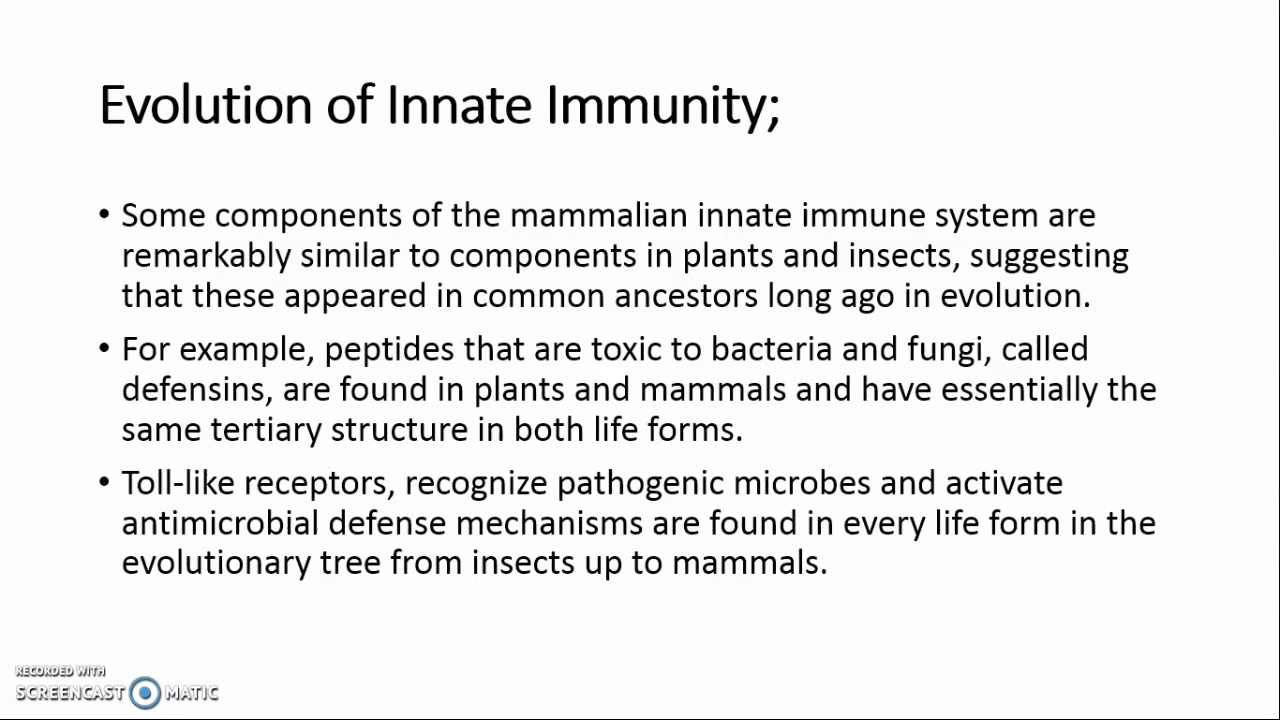 Evolution of Innate Immunity;
• Some components of the mammalian innate immune system are
remarkably similar to components in plants and insects, suggesting
that these appeared in common ancestors long ago in evolution.
• For example, peptides that are toxic to bacteria and fungi, called
defensins, are found in plants and mammals and have essentially the
same tertiary structure in both life forms.
• Toll-like receptors, recognize pathogenic microbes and activate
antimicrobial defense mechanisms are found in every life form in the
evolutionary tree from insects up to mammals.
RECORDED WITH
SCREENCAST MATIC